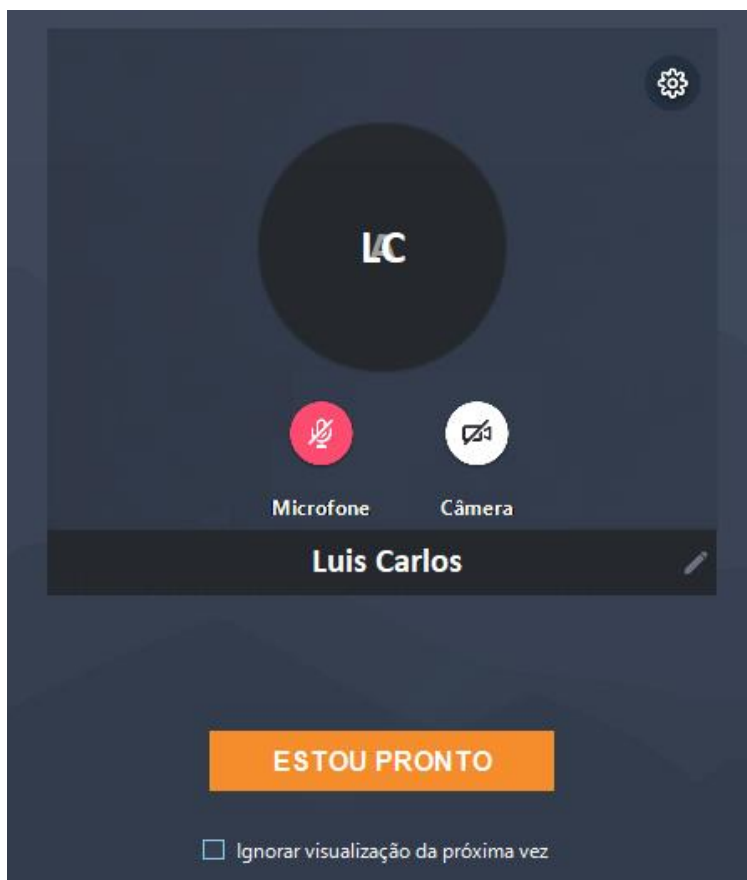 LC
Microfone Câmera
Luis Carlos
ESTOU PRONTO
Ignorar visualização da próxima vez